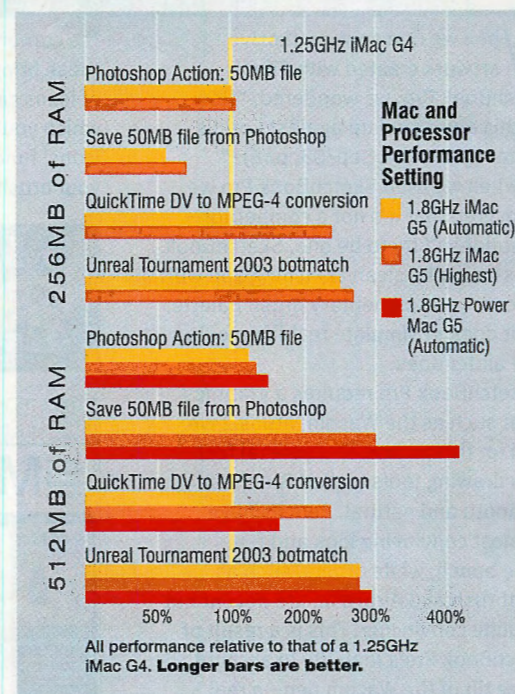 1.25GHz iMac G4
256MB of RAM
Photoshop Action: 50MB file
Save 50MB file from Photoshop
QuickTime DV to MPEG-4 conversion
Unreal Tournament 2003 botmatch
512MB of RAM
Photoshop Action: 50MB file
Save 50MB file from Photoshop
QuickTime DV to MPEG-4 conversion
Unreal Tournament 2003 botmatch
50% 100% 200% 300% 400%
Mac and
Processor
Performance
Setting
1.8GHz iMac
G5 (Automatic)
1.8GHz iMac
G5 (Highest)
1.8GHz Power
Mac G5
(Automatic)
All performance relative to that of a 1.25GHz
iMac G4. Longer bars are better.